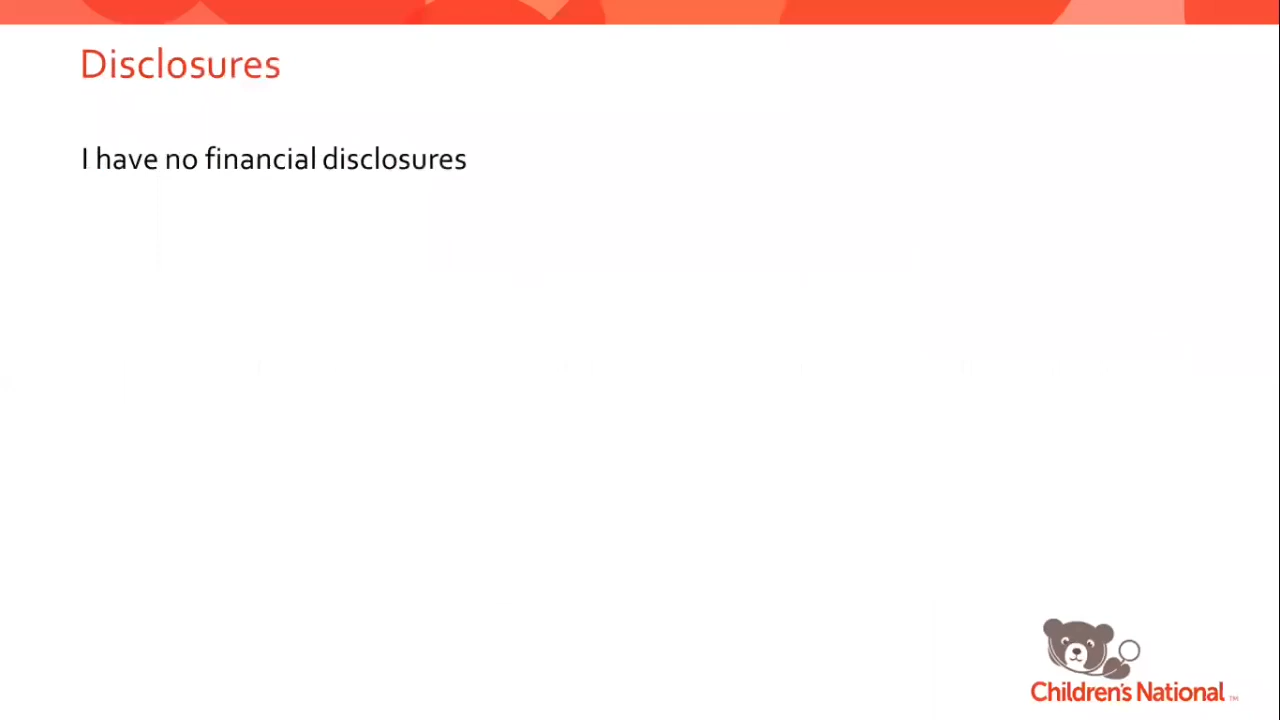 Disclosures
I have no financial disclosures
Children's National ™